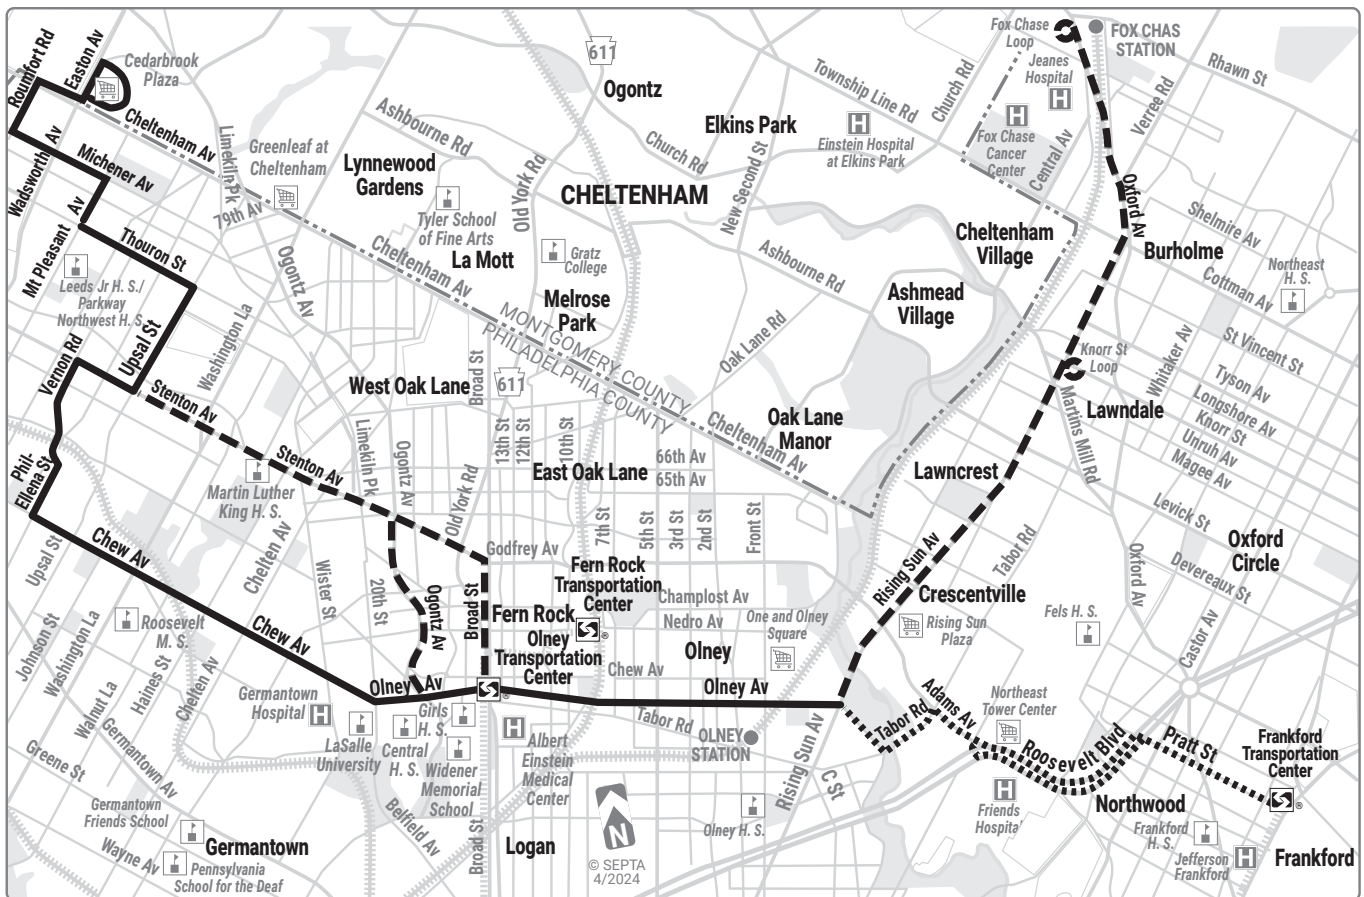 Roumfort Rd
Easton Av
Cedarbrook
Plaza
Cheltenham Av
Wadsworth Av
Michener Av
Mt Pleasant Av
Thouron St
Leeds Jr H. S./
Parkway
Northwest H. S.
Upsal St
Vernon Rd
Washington La
Limekiln Pk
79th Av
Greenleaf at
Cheltenham
Ogontz Av
Ashbourne Rd
Lynnewood
Gardens
Tyler School
of Fine Arts
La Mott
Cheltenham Av
Old York Rd
611
Ogontz
Church Rd
Elkins Park
CHELTENHAM
Gratz
College
Melrose
Park
MONTGOMERY COUNTY
PHILADELPHIA COUNTY
New Second St
Township Line Rd
Einstein Hospital
at Elkins Park
Church Rd
Ashbourne Rd
Oak Lane Rd
Fox Chase
Loop
FOX CHAS
STATION
Jeanes
Hospital
Fox Chase
Cancer
Center
Central Av
Verree Rd
Rhawn St
Oxford Av
Cheltenham
Village
Ashmead
Village
Burholme
Shelmire Av
Cottman Av
Northeast
H. S.
Knorr St
Loop
Whitaker Av
St Vincent St
Tyson Av
Longshore Av
Knorr St
Unruh Av
Magee Av
Lawndale
Martins Mill Rd
Oak Lane
Manor
Cheltenham Av
Lawncrest
Levick St
Oxford
Circle
Devereaux St
Stenton Av
West Oak Lane
Broad St
611
Limekiln Pk
Ogontz Av
Stenton Av
Old York Rd
13th St
12th St
10th St
East Oak Lane
66th Av
65th Av
7th St
5th St
3rd St
2nd St
Front St
Martin Luther
King H. S.
Phil-
Ellena St
Chew Av
Upsal St
Chelten Av
Wister St
20th St
Ogontz Av
Godfrey Av
Broad St
Fern Rock
Fern Rock
Transportation
Center
Champlost Av
Nedro Av
Olney
Transportation
Center
Chew Av
Olney
One and Olney
Square
Rising Sun Av
Tabor Rd
Crescentville
Rising Sun
Plaza
Oxford Av
Fels H. S.
Castor Av
Johnson St
Washington La
Roosevelt
M. S.
Walnut La
Haines St
Chelten Av
Chew Av
Olney Av
Olney Av
Germantown
Hospital
LaSalle
University
Central
H. S.
Girls
H. S.
Widener
Memorial
School
Albert
Einstein
Medical
Center
Tabor Rd
OLNEY
STATION
Rising Sun Av
C St
Tabor Rd
Adams Av
Northeast
Tower Center
Roosevelt Blvd
Pratt St
Frankford
Transportation
Center
Greene St
Germantown Av
Germantown
Friends School
Wayne Av
Germantown
Pennsylvania
School for the Deaf
Belfield Av
Broad St
Logan
N
© SEPTA
4/2024
Olney H. S.
Friends
Hospital
Northwood
Frankford
H. S.
Jefferson
Frankford
Frankford